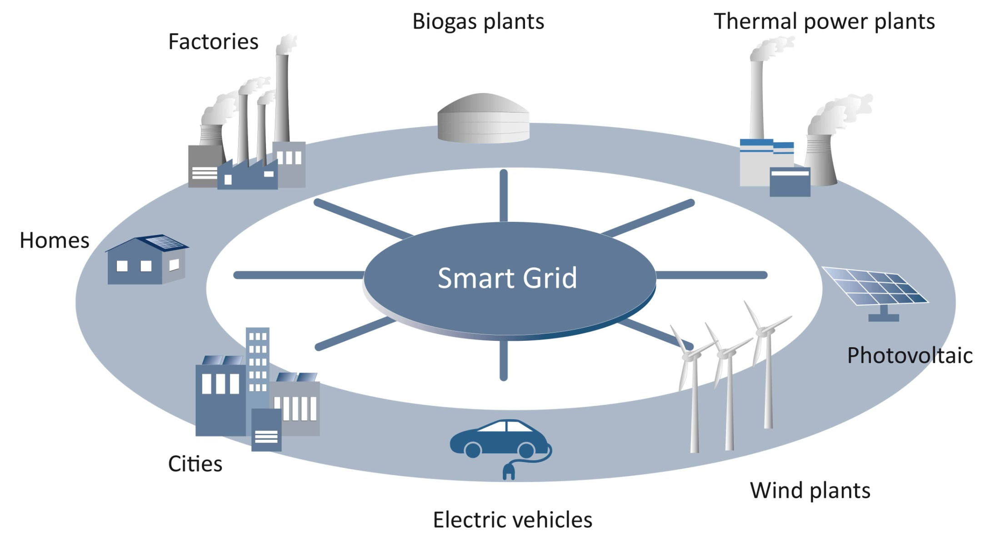 Biogas plants
Thermal power plants
Factories
Homes
Smart Grid
Photovoltaic
Cities
Wind plants
Electric vehicles